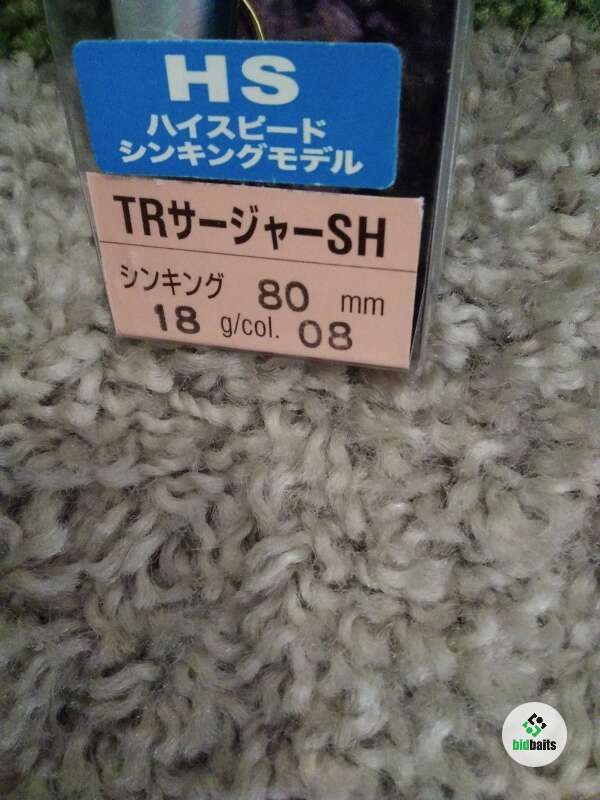 HS
ハイスピード
シンキングモデル
TRサージャーSH
シンキング 80 mm
18 g/col. 08
bidbaits